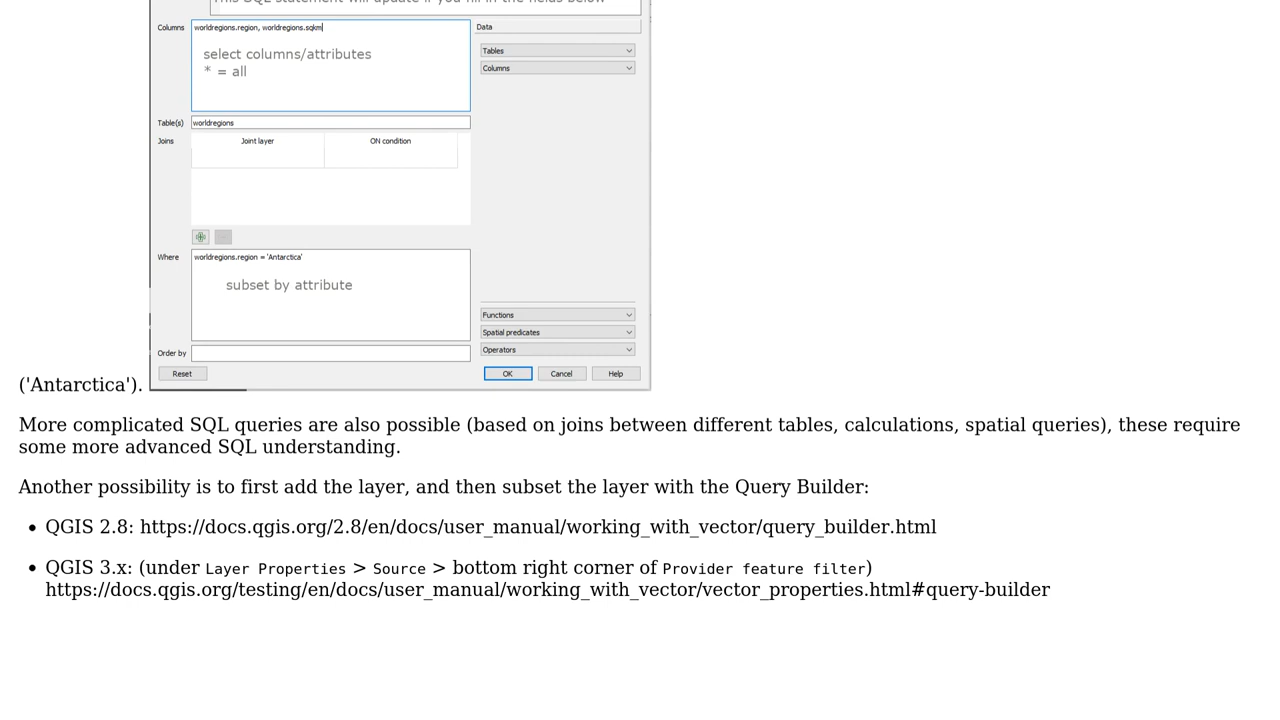 This SQL statement will update if you fill in the fields below
Columns
worldregions.region, worldregions.sqkm
Data
select columns/attributes
* = all
Tables
Columns
Table(s)
worldregions
Joins
Joint layer
ON condition
Where
worldregions.region = 'Antarctica'
subset by attribute
Functions
Spatial predicates
Operators
Order by
Reset
OK
Cancel
Help
('Antarctica').
More complicated SQL queries are also possible (based on joins between different tables, calculations, spatial queries), these require
some more advanced SQL understanding.
Another possibility is to first add the layer, and then subset the layer with the Query Builder:
• QGIS 2.8: https://docs.qgis.org/2.8/en/docs/user_manual/working_with_vector/query_builder.html
• QGIS 3.x: (under Layer Properties > Source > bottom right corner of Provider feature filter)
https://docs.qgis.org/testing/en/docs/user_manual/working_with_vector/vector_properties.html#query-builder